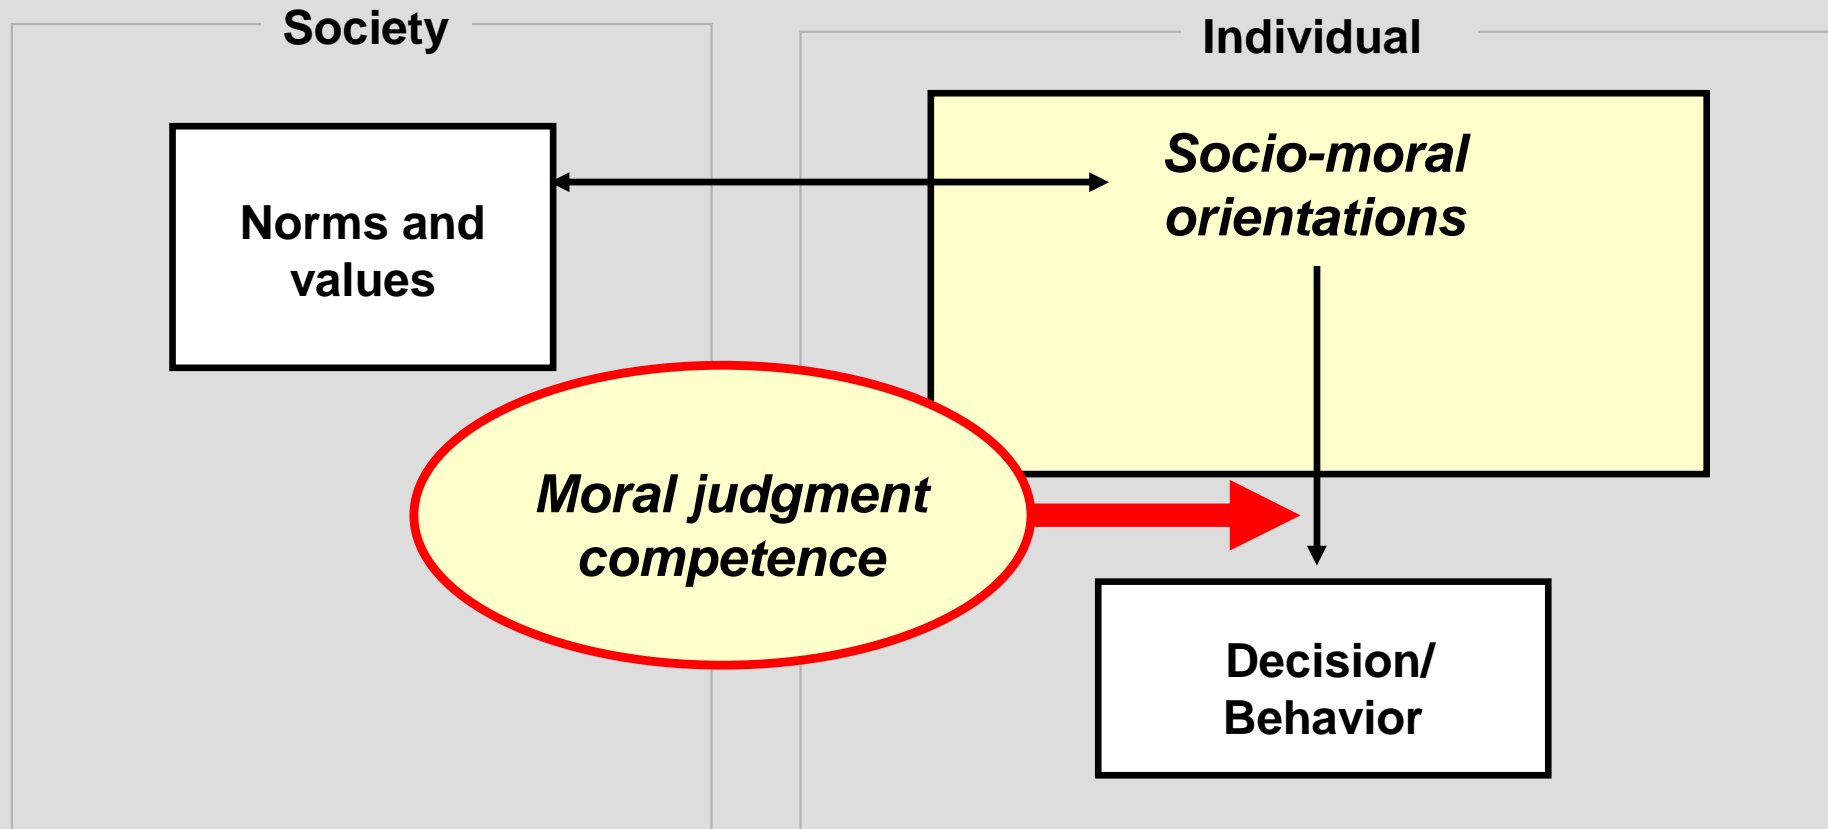 Society
Individual
Norms and
values
Socio-moral
orientations
Moral judgment
competence
Decision/
Behavior